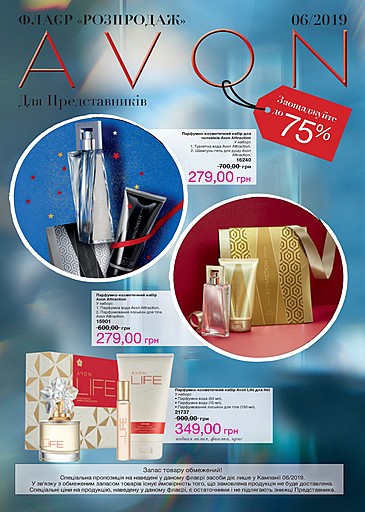 ФЛАЄР «РОЗПРОДАЖ»
06/2019
AVON
Для Представників
Заощаджуйте
до
75%
Парфумно-косметичний набір для
чоловіків Avon Attraction
У наборі:
1. Туалетна вода Avon Attraction.
2. Шампунь-гель для душу Avon
Attraction.
16240
700,00 грн
279,00 грн
Парфумно-косметичний набір
Avon Attraction
У наборі:
1. Парфумна вода Avon Attraction.
2. Парфумований лосьйон для тіла
Avon Attraction.
15901
600,00 грн
279,00 грн
AVON
LIFE
LIFE
LIFE
AVON
LIFE
Парфумно-косметичний набір Avon Life для Неї
У наборі:
• Парфумна вода (50 мл),
• Парфумна вода (10 мл),
• Парфумований лосьйон для тіла (150 мл).
21737
900,00 грн
349,00 грн
Запас товару обмежений!
Спеціальна пропозиція на наведені у даному флаєрі засоби діє лише у Кампанії 06/2019.
У зв'язку з обмеженим запасом товарів існує ймовірність того, що замовлена продукція не буде доставлена.
Спеціальні ціни на продукцію, наведену у даному флаєрі, є остаточними і не підлягають знижці Представника.